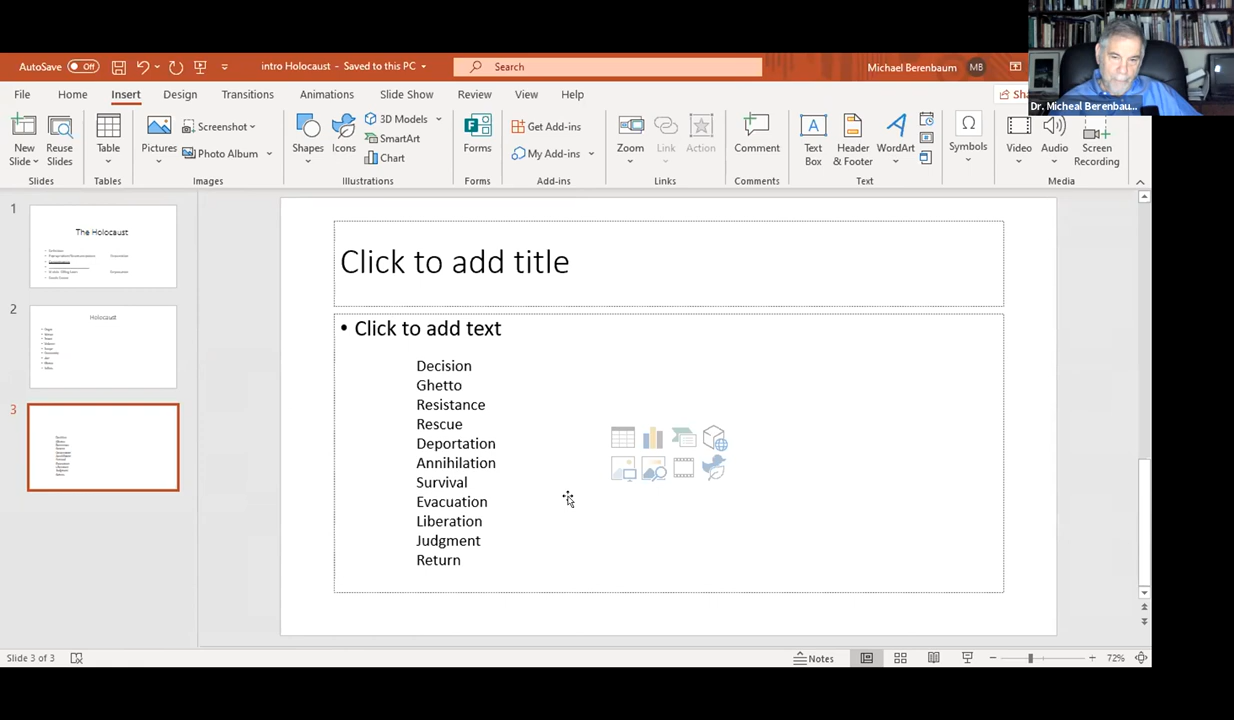 Dr. Micheal Berenbau...
AutoSave Off
intro Holocaust - Saved to this PC
Search
Michael Berenbaum MB
File Home Insert Design Transitions Animations Slide Show Review View Help
New Slide
Reuse Slides
Table
Pictures
Screenshot
Photo Album
Shapes
Icons
3D Models
SmartArt
Chart
Forms
Get Add-ins
My Add-ins
Zoom
Link
Action
Comment
Text Box
Header & Footer
WordArt
Symbols
Video
Audio
Screen Recording
Slides Tables Images Illustrations Forms Add-ins Links Comments Text Media
1
The Holocaust
2
Holocaust
3
Click to add title
• Click to add text
Decision
Ghetto
Resistance
Rescue
Deportation
Annihilation
Survival
Evacuation
Liberation
Judgment
Return
Slide 3 of 3
Notes
72%